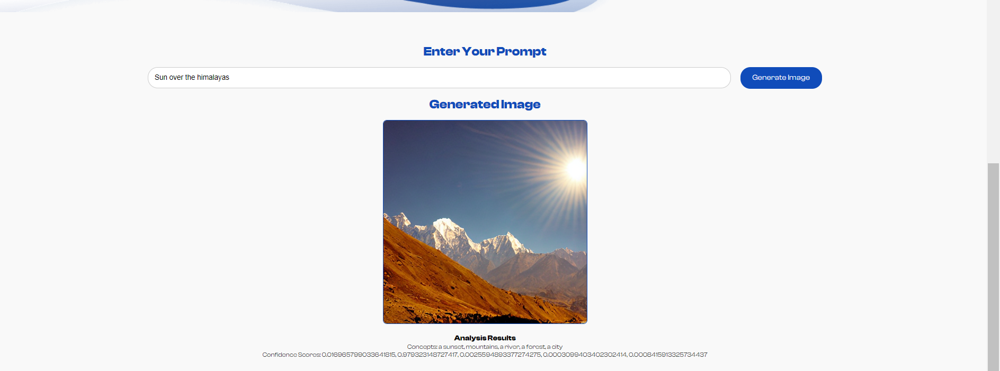 Enter Your Prompt
Sun over the himalayas
Generate Image
Generated Image
Analysis Results
Concepts: a sunset, mountains, a river, a forest, a city
Confidence Scores: 0.016965799033641815, 0.979323148727417, 0.0025594893377274275, 0.0003099403402302414, 0.0008415913325734437